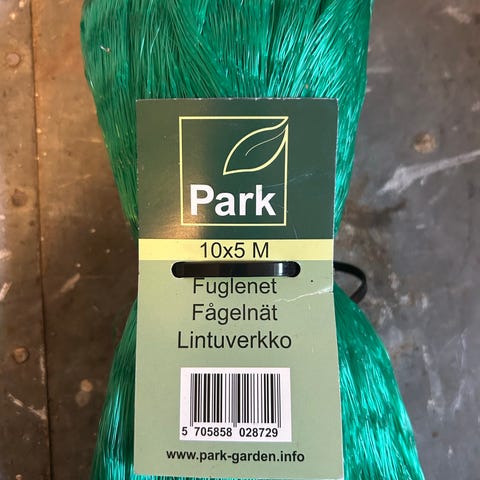 Park
10x5 M
Fuglenet
Fågelnät
Lintuverkko
5 705858 028729
www.park-garden.info